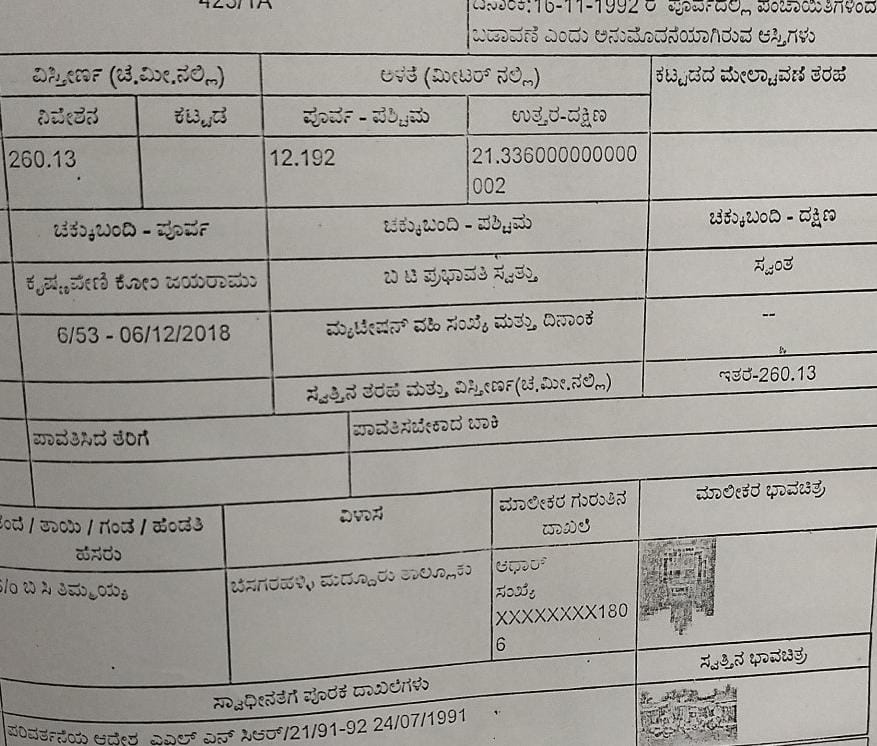 423/1A
ದಿನಾಂಕ:16-11-1992 ರ ಪೂರ್ವದಲ್ಲಿ ಪಂಚಾಯಿತಿಗಳಿಂದ
ಬಡಾವಣೆ ಎಂದು ಅನುಮೊದನೆಯಾಗಿರುವ ಆಸ್ತಿಗಳು
ವಿಸ್ತೀರ್ಣ (ಚ.ಮೀ.ನಲ್ಲಿ)
ಅಳತೆ (ಮೀಟರ್ ನಲ್ಲಿ)
ಕಟ್ಟಡದ ಮೇಲ್ಚಾವಣೆ ತರಹೆ
ನಿವೇಶನ
ಕಟ್ಟಡ
ಪೂರ್ವ - ಪಶ್ಚಿಮ
ಉತ್ತರ-ದಕ್ಷಿಣ
260.13
12.192
21.336000000000
002
ಚಕ್ಕುಬಂದಿ - ಪೂರ್ವ
ಚಕ್ಕುಬಂದಿ - ಪಶ್ಚಿಮ
ಚಕ್ಕುಬಂದಿ - ದಕ್ಷಿಣ
ಕೃಷ್ಣವೇಣಿ ಕೋಂ ಜಯರಾಮು
ಬಿ ಟಿ ಪ್ರಭಾವತಿ ಸ್ವತ್ತು
ಸ್ವಂತ
6/53 - 06/12/2018
ಮ್ಯುಟೇಷನ್ ವಹಿ ಸಂಖ್ಯೆ ಮತ್ತು ದಿನಾಂಕ
--
ಸ್ವತ್ತಿನ ತರಹೆ ಮತ್ತು ವಿಸ್ತೀರ್ಣ(ಚ.ಮೀ.ನಲ್ಲಿ)
ಇತರೆ-260.13
ಪಾವತಿಸಿದ ತೆರಿಗೆ
ಪಾವತಿಸಬೇಕಾದ ಬಾಕಿ
ತಂದೆ / ತಾಯಿ / ಗಂಡ / ಹೆಂಡತಿ
ಹೆಸರು
ವಿಳಾಸ
ಮಾಲೀಕರ ಗುರುತಿನ
ದಾಖಲೆ
ಮಾಲೀಕರ ಭಾವಚಿತ್ರ
S/o ಬಿ ಸಿ ತಿಮ್ಮಯ್ಯ
ಬೆಸಗರಹಳ್ಳಿ ಮದ್ದೂರು ತಾಲ್ಲೂಕು
ಆಧಾರ್
ಸಂಖ್ಯೆ
XXXXXXXX180
6
ಸ್ವತ್ತಿನ ಭಾವಚಿತ್ರ
ಸ್ವಾಧೀನತೆಗೆ ಪೂರಕ ದಾಖಲೆಗಳು
ಪರಿವರ್ತನೆಯ ಆದೇಶ ಎಎಲ್ ಎನ್ ಸಿಆರ್/21/91-92 24/07/1991